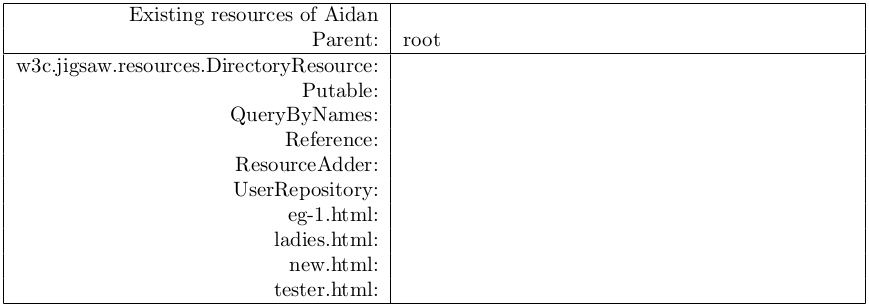 Existing resources of Aidan
Parent: root
w3c.jigsaw.resources.DirectoryResource:
Putable:
QueryByNames:
Reference:
ResourceAdder:
UserRepository:
eg-1.html:
ladies.html:
new.html:
tester.html: